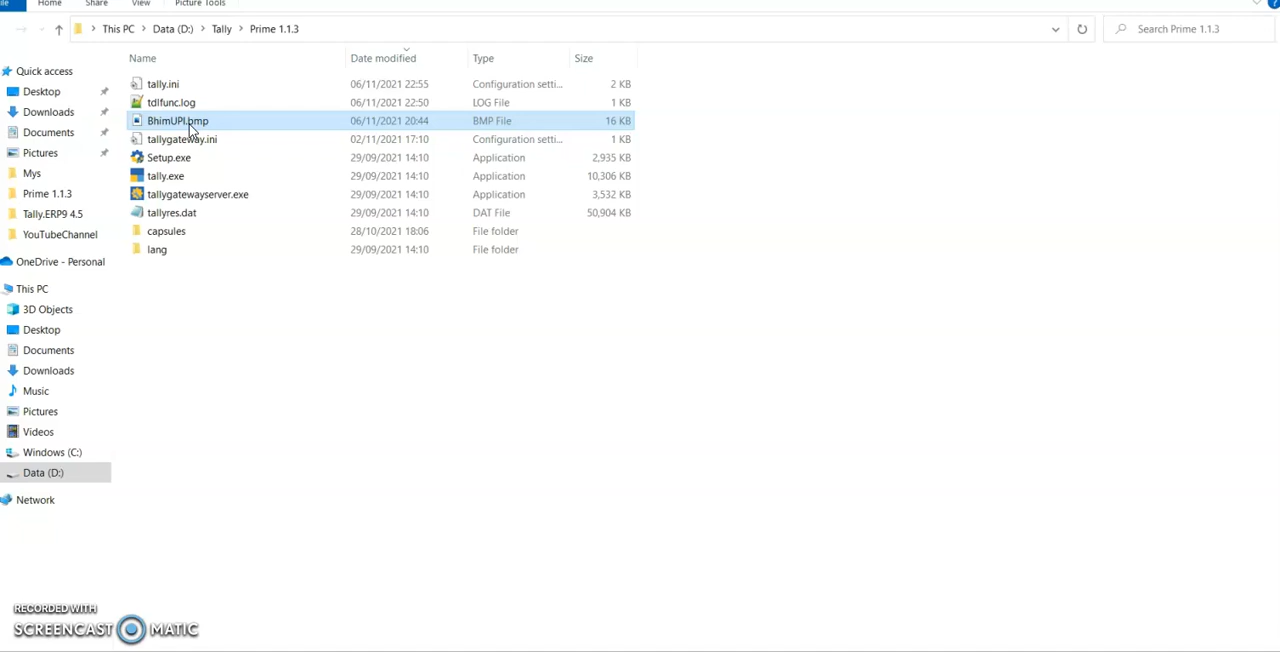 ile Home Share View Picture Tools
This PC Data (D:) Tally Prime 1.1.3 Search Prime 1.1.3
Name Date modified Type Size
Quick access
Desktop
Downloads
Documents
Pictures
Mys
Prime 1.1.3
Tally.ERP9 4.5
YouTubeChannel
OneDrive - Personal
This PC
3D Objects
Desktop
Documents
Downloads
Music
Pictures
Videos
Windows (C:)
Data (D:)
Network
tally.ini 06/11/2021 22:55 Configuration setti... 2 KB
tdlfunc.log 06/11/2021 22:50 LOG File 1 KB
BhimUPI.bmp 06/11/2021 20:44 BMP File 16 KB
tallygateway.ini 02/11/2021 17:10 Configuration setti... 1 KB
Setup.exe 29/09/2021 14:10 Application 2,935 KB
tally.exe 29/09/2021 14:10 Application 10,306 KB
tallygatewayserver.exe 29/09/2021 14:10 Application 3,532 KB
tallyres.dat 29/09/2021 14:10 DAT File 50,904 KB
capsules 28/10/2021 18:06 File folder
lang 29/09/2021 14:10 File folder
RECORDED WITH
SCREENCAST MATIC